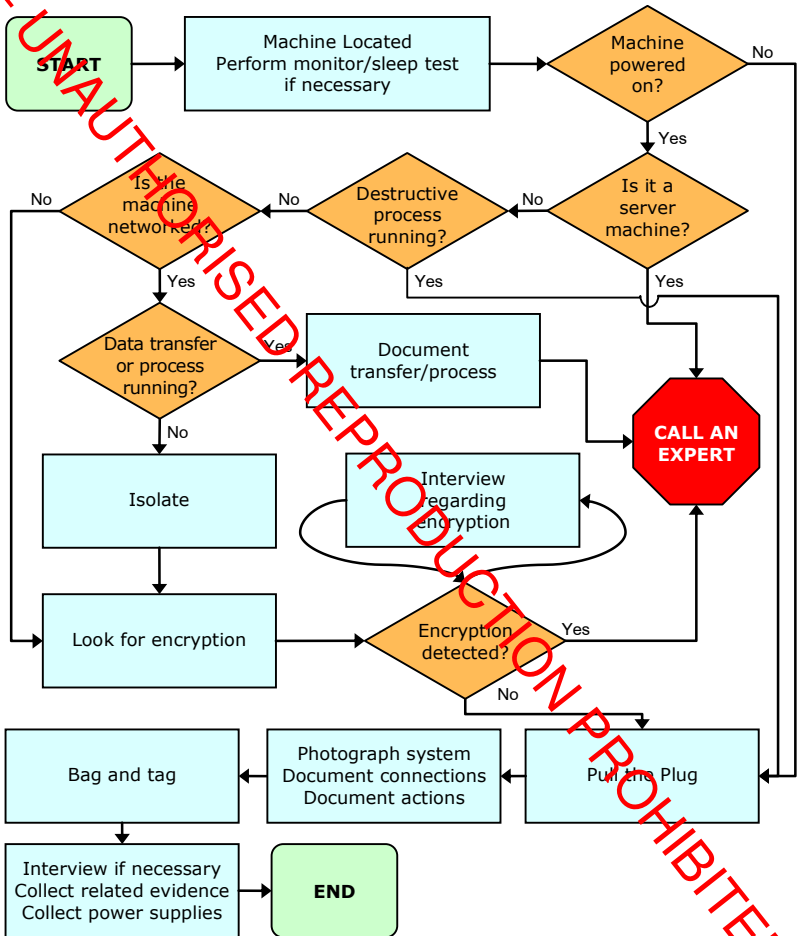 START
Machine Located
Perform monitor/sleep test
if necessary
Machine
powered
on?
No
Yes
Is the
machine
networked?
No
Destructive
process
running?
No
Is it a
server
machine?
No
Yes
Yes
Yes
Data transfer
or process
running?
Yes
Document
transfer/process
CALL AN
EXPERT
No
Isolate
Interview
regarding
encryption
Look for encryption
Encryption
detected?
Yes
No
Bag and tag
Photograph system
Document connections
Document actions
Pull the Plug
Interview if necessary
Collect related evidence
Collect power supplies
END
UNAUTHORISED REPRODUCTION PROHIBITE